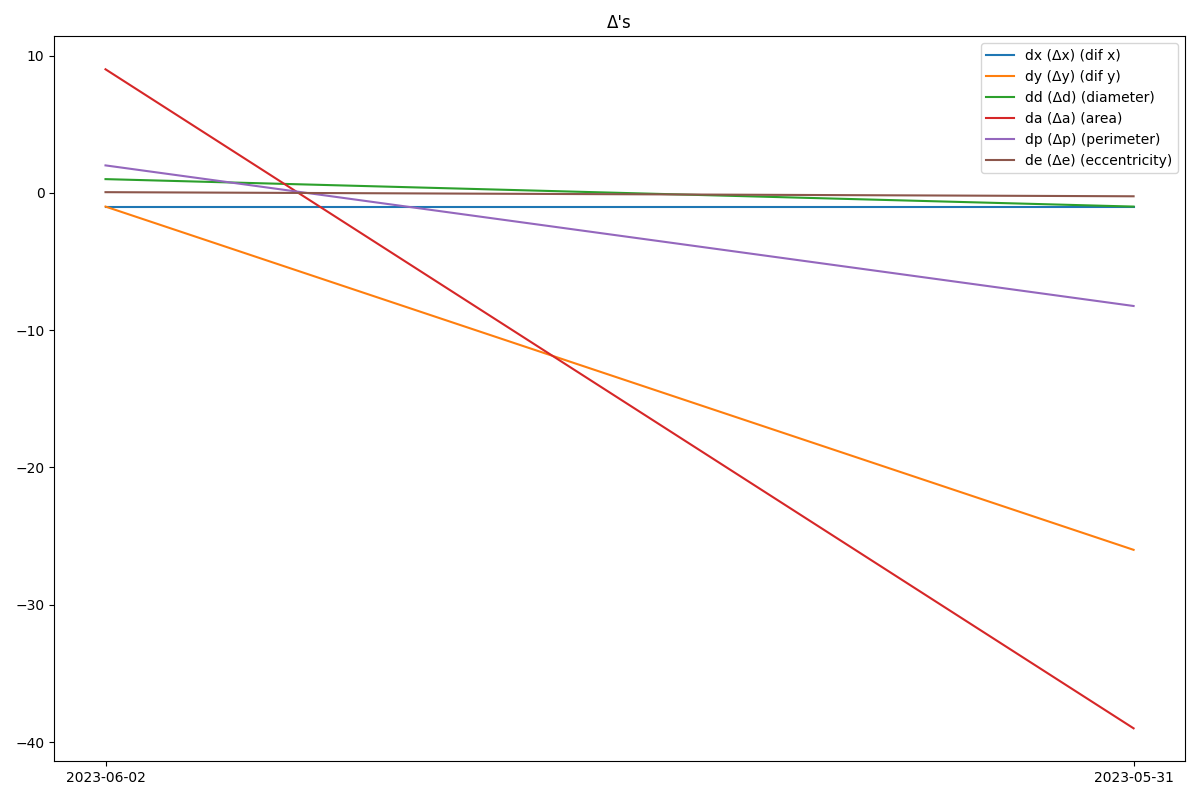 Δ's
10
0
−10
−20
−30
−40
2023-06-02
2023-05-31
dx (Δx) (dif x)
dy (Δy) (dif y)
dd (Δd) (diameter)
da (Δa) (area)
dp (Δp) (perimeter)
de (Δe) (eccentricity)